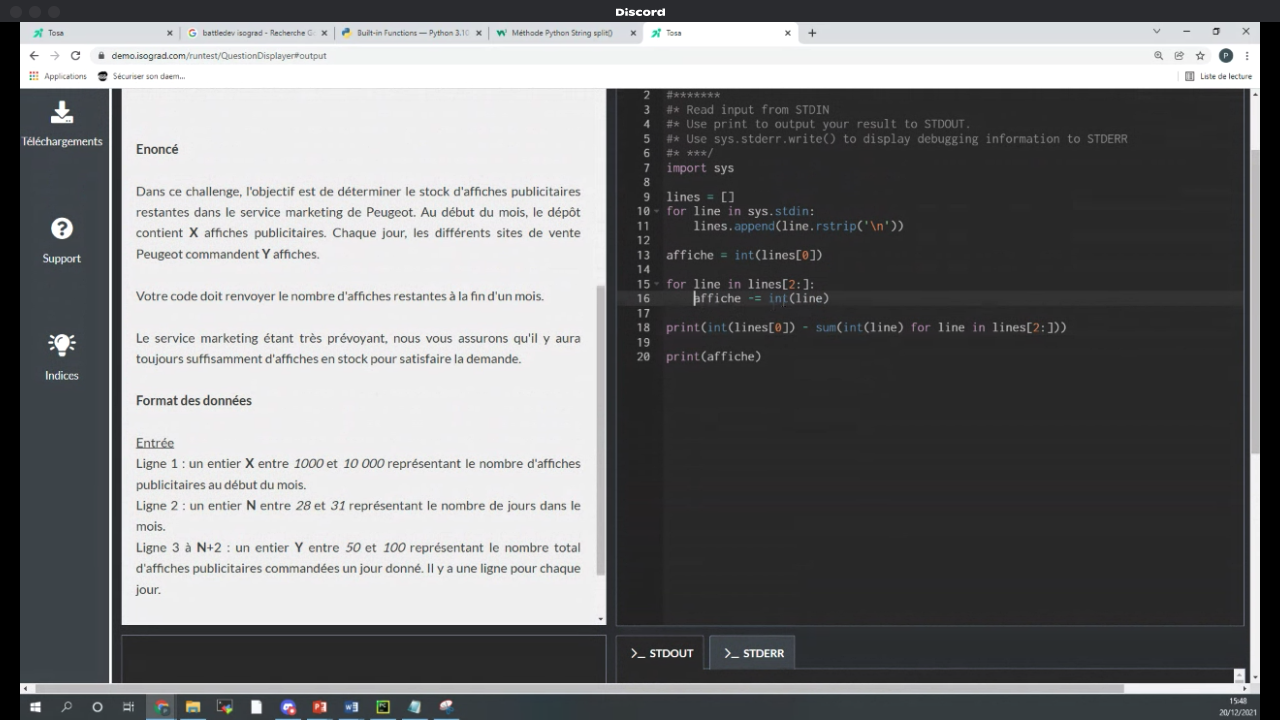 Discord
Tosa
battledev isograd - Recherche G
Built-in Functions — Python 3.10
Méthode Python String split()
Tosa
demo.isograd.com/runtest/QuestionDisplayer#output
P
Applications
Sécuriser son daem...
Liste de lecture
Téléchargements
Support
Indices
Enoncé
Dans ce challenge, l'objectif est de déterminer le stock d'affiches publicitaires
restantes dans le service marketing de Peugeot. Au début du mois, le dépôt
contient X affiches publicitaires. Chaque jour, les différents sites de vente
Peugeot commandent Y affiches.
Votre code doit renvoyer le nombre d'affiches restantes à la fin d'un mois.
Le service marketing étant très prévoyant, nous vous assurons qu'il y aura
toujours suffisamment d'affiches en stock pour satisfaire la demande.
Format des données
Entrée
Ligne 1 : un entier X entre 1000 et 10 000 représentant le nombre d'affiches
publicitaires au début du mois.
Ligne 2 : un entier N entre 28 et 31 représentant le nombre de jours dans le
mois.
Ligne 3 à N+2 : un entier Y entre 50 et 100 représentant le nombre total
d'affiches publicitaires commandées un jour donné. Il y a une ligne pour chaque
jour.
2 #*******
3 #* Read input from STDIN
4 #* Use print to output your result to STDOUT.
5 #* Use sys.stderr.write() to display debugging information to STDERR
6 #* ***/
7 import sys
8
9 lines = []
10 for line in sys.stdin:
11 lines.append(line.rstrip('\n'))
12
13 affiche = int(lines[0])
14
15 for line in lines[2:]:
16 affiche -= int(line)
17
18 print(int(lines[0]) - sum(int(line) for line in lines[2:]))
19
20 print(affiche)
>_ STDOUT
>_ STDERR
15:48
20/12/2021